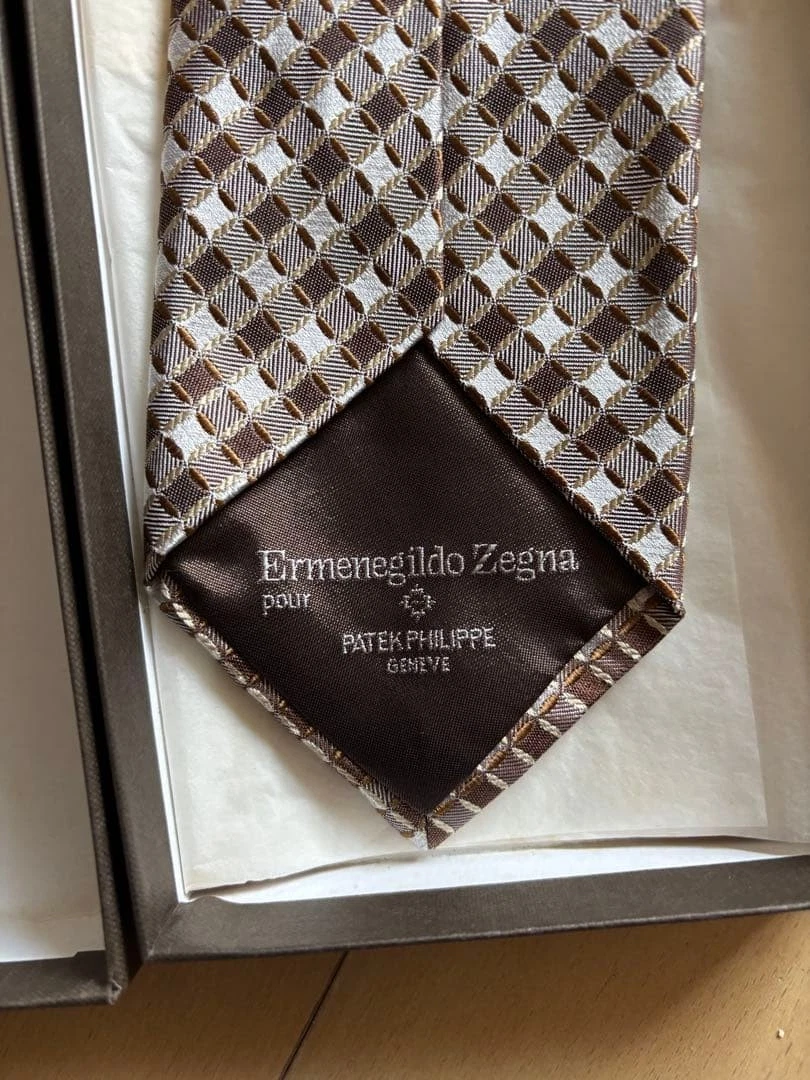 Ermenegildo Zegna
pour
PATEK PHILIPPE
GENEVE